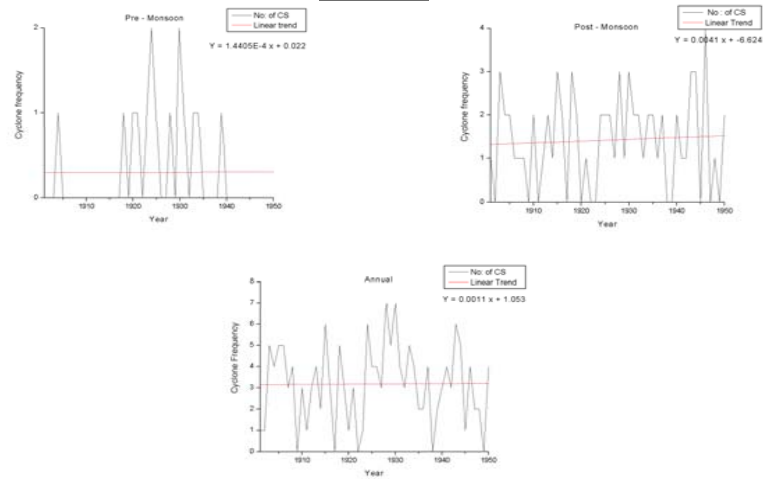 Pre - Monsoon
No: of CS
Linear trend
Y = 1.4405E-4 x + 0.022
Cyclone frequency
2
1
0
1910 1920 1930 1940 1950
Year
Post - Monsoon
No : of CS
Linear Trend
Y = 0.0041 x + -6.624
Cyclone frequency
4
3
2
1
0
1910 1920 1930 1940 1950
Year
Annual
No: of CS
Linear Trend
Y = 0.0011 x + 1.053
Cyclone Frequency
8
7
6
5
4
3
2
1
0
1910 1920 1930 1940 1950
Year